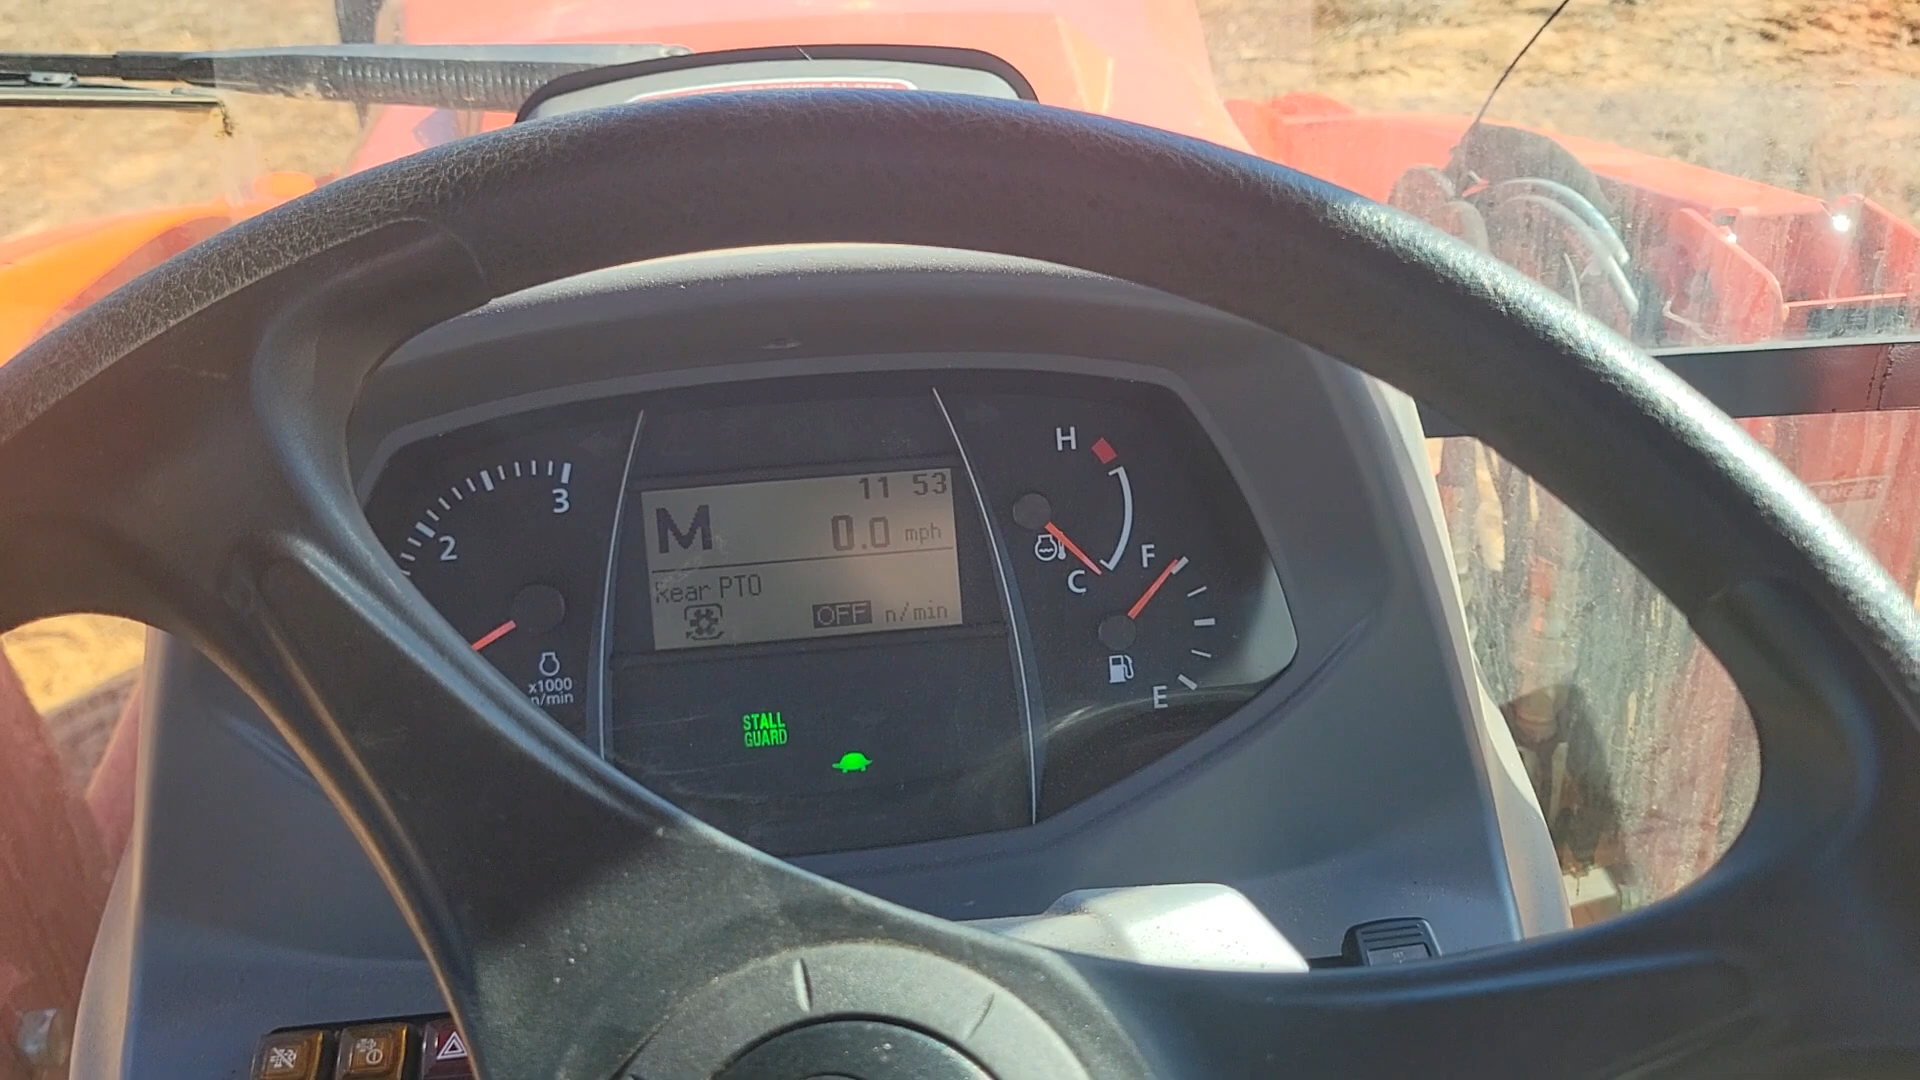 11 53
M 0.0 mph
Rear PTO
OFF n/min
3
2
x1000
n/min
H
C
F
E
STALL
GUARD